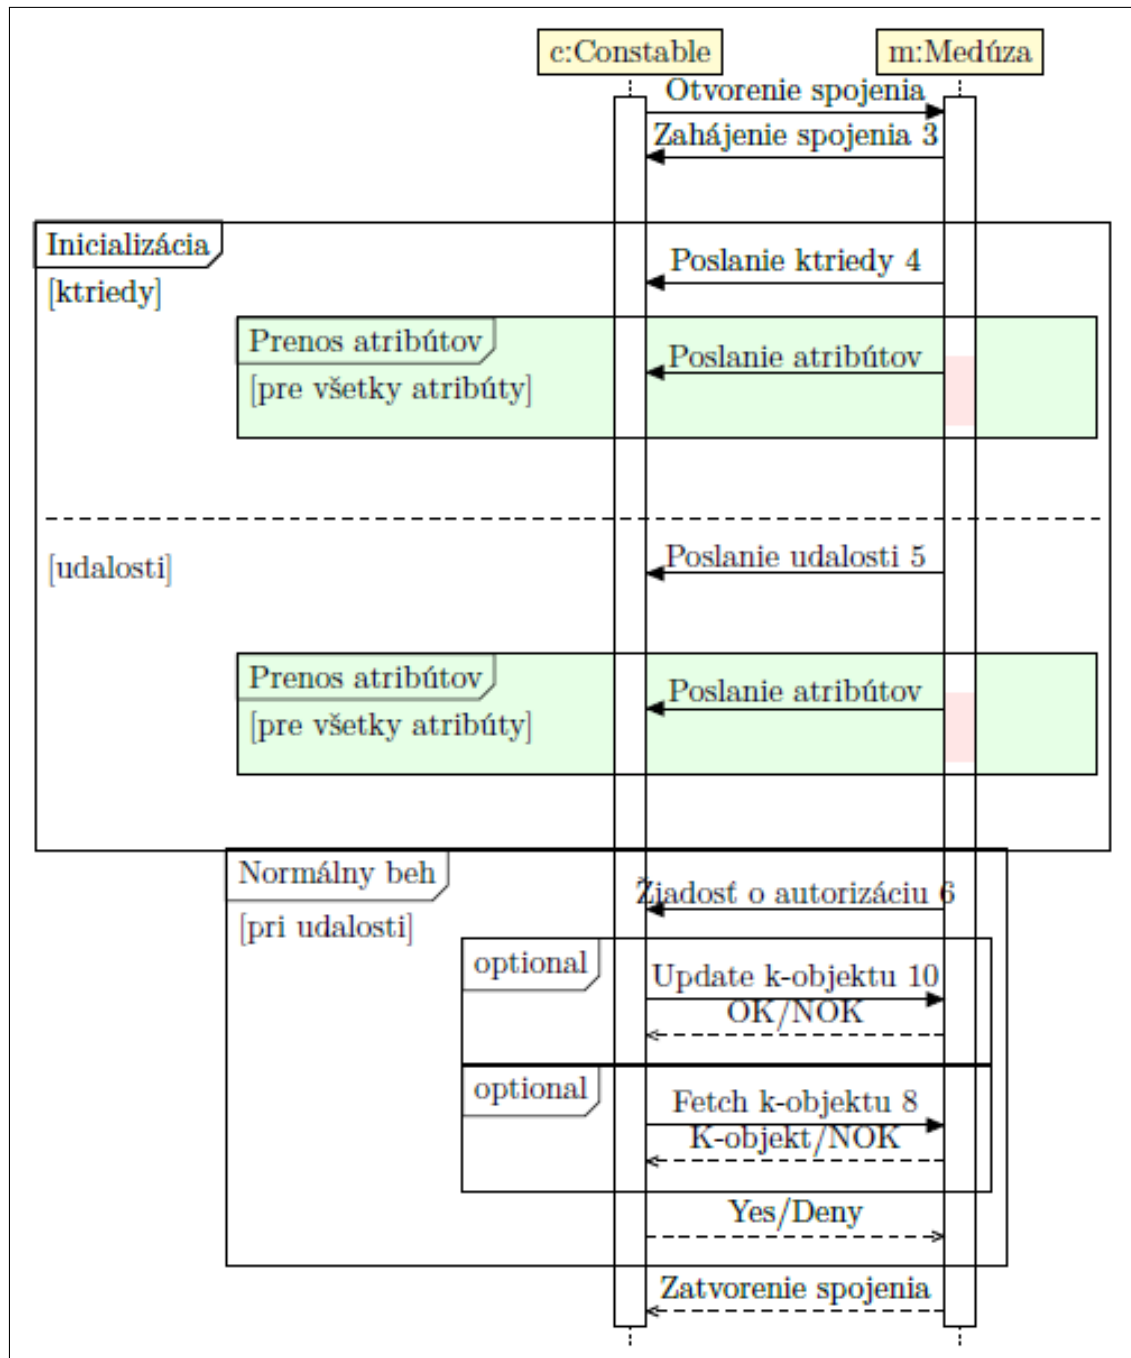 c:Constable
m:Medúza
Otvorenie spojenia
Zahájenie spojenia 3
Inicializácia
[ktriedy]
Poslanie ktriedy 4
Prenos atribútov
[pre všetky atribúty]
Poslanie atribútov
[udalosti]
Poslanie udalosti 5
Prenos atribútov
[pre všetky atribúty]
Poslanie atribútov
Normálny beh
[pri udalosti]
Žiadosť o autorizáciu 6
optional
Update k-objektu 10
OK/NOK
optional
Fetch k-objektu 8
K-objekt/NOK
Yes/Deny
Zatvorenie spojenia